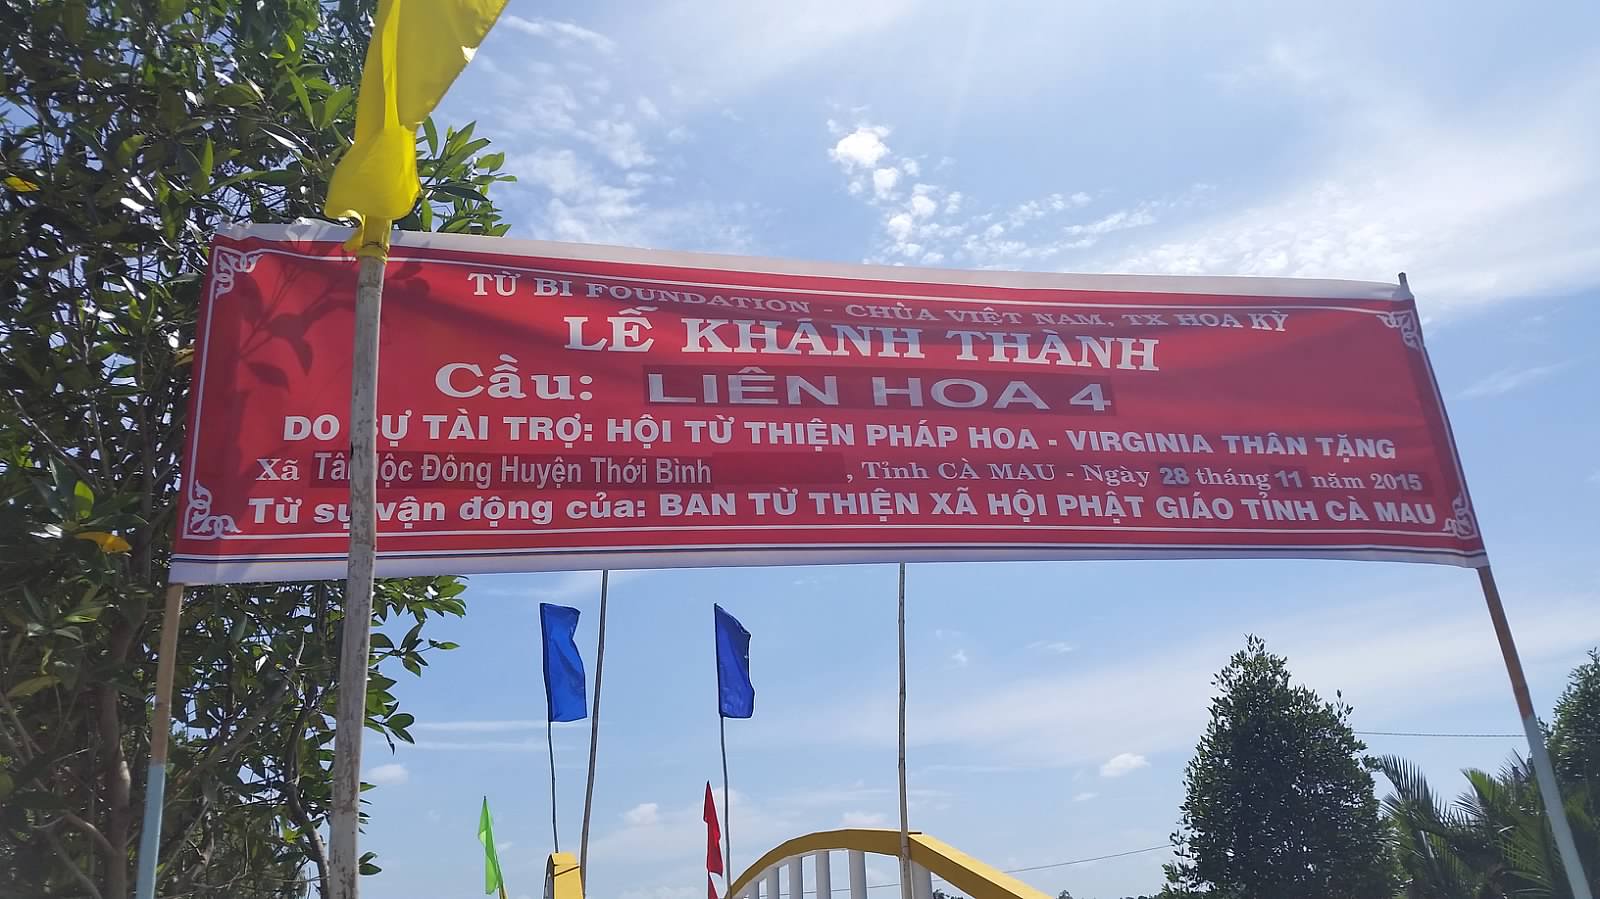 TỪ BI FOUNDATION - CHÙA VIỆT NAM, TX HOA KỲ
LỄ KHÁNH THÀNH
Cầu: LIÊN HOA 4
DO SỰ TÀI TRỢ: HỘI TỪ THIỆN PHÁP HOA - VIRGINIA THÂN TẶNG
Xã Tân Lộc Đông Huyện Thới Bình , Tỉnh CÀ MAU - Ngày 28 tháng 11 năm 2015
Từ sự vận động của: BAN TỪ THIỆN XÃ HỘI PHẬT GIÁO TỈNH CÀ MAU